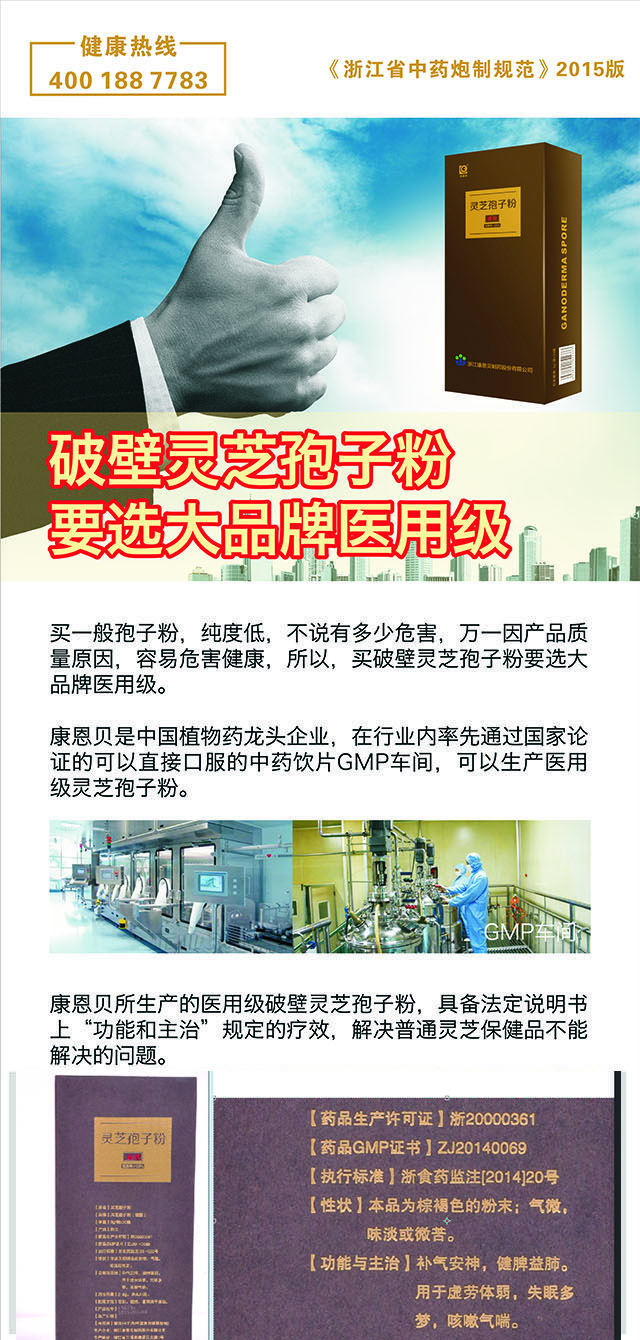 健康热线
400 188 7783
《浙江省中药炮制规范》2015版
灵芝孢子粉
GANODERMA SPORE
浙江康恩贝制药股份有限公司
破壁灵芝孢子粉
要选大品牌医用级
买一般孢子粉，纯度低，不说有多少危害，万一因产品质
量原因，容易危害健康，所以，买破壁灵芝孢子粉要选大
品牌医用级。
康恩贝是中国植物药龙头企业，在行业内率先通过国家论
证的可以直接口服的中药饮片GMP车间，可以生产医用
级灵芝孢子粉。
GMP车间
康恩贝所生产的医用级破壁灵芝孢子粉，具备法定说明书
上“功能和主治”规定的疗效，解决普通灵芝保健品不能
解决的问题。
灵芝孢子粉
【药品生产许可证】浙20000361
【药品GMP证书】ZJ20140069
【执行标准】浙食药监注[2014]20号
【性状】本品为棕褐色的粉末；气微，
味淡或微苦。
【功能与主治】补气安神，健脾益肺。
用于虚劳体弱，失眠多
梦，咳嗽气喘。